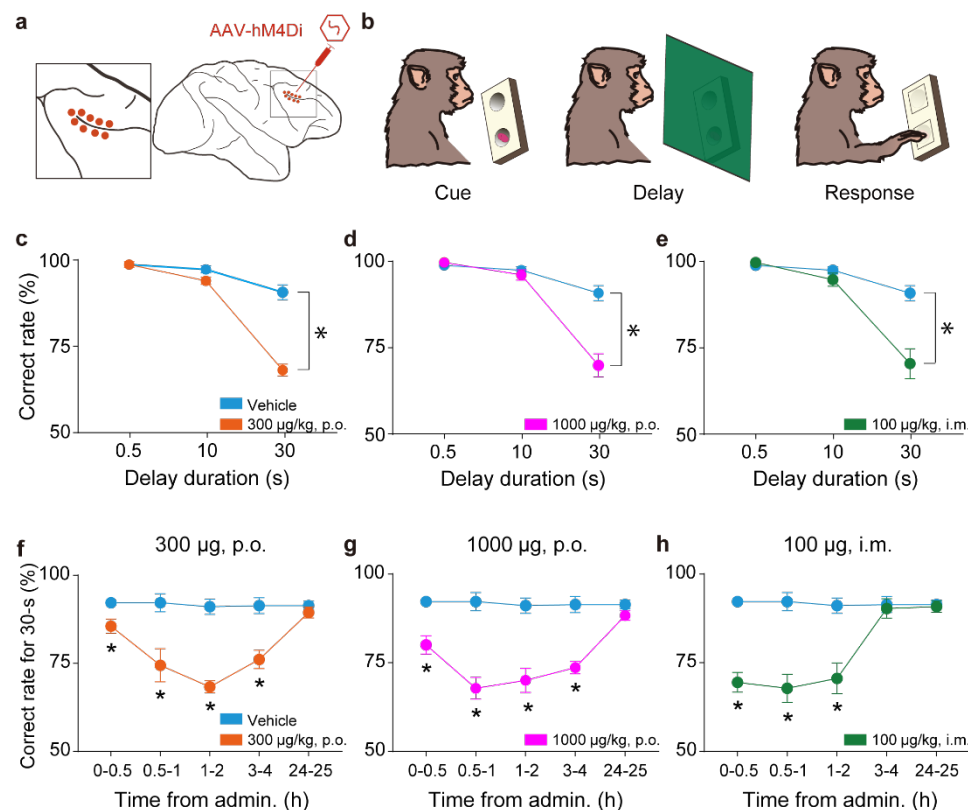 a
AAV-hM4Di
b
Cue
Delay
Response
c
d
e
Correct rate (%)
100
75
50
*
Vehicle
300 µg/kg, p.o.
0.5
10
30
Delay duration (s)
100
75
50
*
1000 µg/kg, p.o.
0.5
10
30
Delay duration (s)
100
75
50
*
100 µg/kg, i.m.
0.5
10
30
Delay duration (s)
f
300 µg, p.o.
g
1000 µg, p.o.
h
100 µg, i.m.
Correct rate for 30-s (%)
100
75
50
*
*
*
*
Vehicle
300 µg/kg, p.o.
0-0.5
0.5-1
1-2
3-4
24-25
Time from admin. (h)
100
75
50
*
*
*
*
1000 µg/kg, p.o.
0-0.5
0.5-1
1-2
3-4
24-25
Time from admin. (h)
100
75
50
*
*
*
100 µg/kg, i.m.
0-0.5
0.5-1
1-2
3-4
24-25
Time from admin. (h)